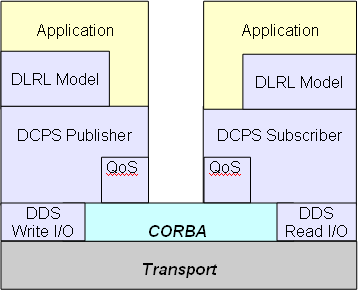 Application
Application
DLRL Model
DLRL Model
DCPS Publisher
DCPS Subscriber
QoS
QoS
DDS
Write I/O
CORBA
DDS
Read I/O
Transport